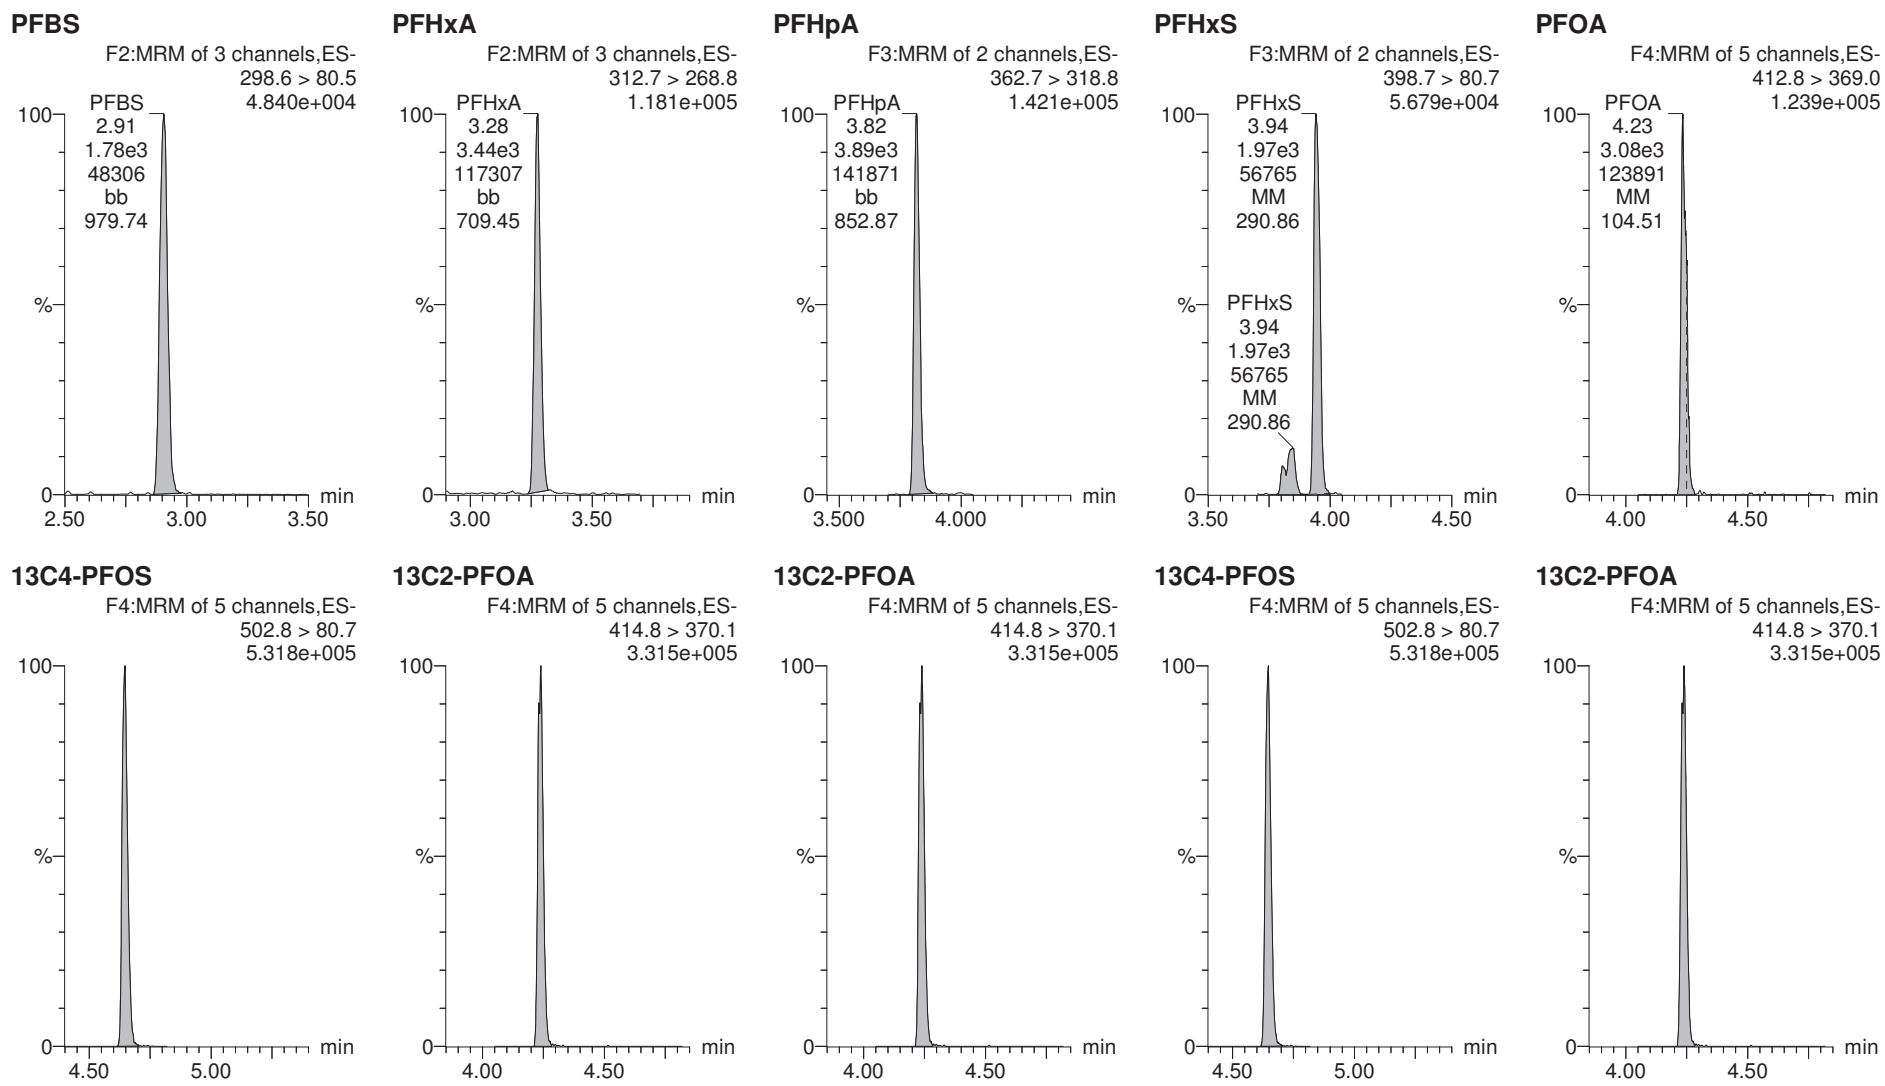 PFBS
F2:MRM of 3 channels,ES-
298.6 > 80.5
4.840e+004
PFBS
2.91
1.78e3
48306
bb
979.74
100
%
0
2.50
3.00
3.50
min
PFHxA
F2:MRM of 3 channels,ES-
312.7 > 268.8
1.181e+005
PFHxA
3.28
3.44e3
117307
bb
709.45
100
%
0
3.00
3.50
min
PFHpA
F3:MRM of 2 channels,ES-
362.7 > 318.8
1.421e+005
PFHpA
3.82
3.89e3
141871
bb
852.87
100
%
0
3.500
4.000
min
PFHxS
F3:MRM of 2 channels,ES-
398.7 > 80.7
5.679e+004
PFHxS
3.94
1.97e3
56765
MM
290.86
PFHxS
3.94
1.97e3
56765
MM
290.86
100
%
0
3.50
4.00
4.50
min
PFOA
F4:MRM of 5 channels,ES-
412.8 > 369.0
1.239e+005
PFOA
4.23
3.08e3
123891
MM
104.51
100
%
0
4.00
4.50
min
13C4-PFOS
F4:MRM of 5 channels,ES-
502.8 > 80.7
5.318e+005
100
%
0
4.50
5.00
min
13C2-PFOA
F4:MRM of 5 channels,ES-
414.8 > 370.1
3.315e+005
100
%
0
4.00
4.50
min
13C2-PFOA
F4:MRM of 5 channels,ES-
414.8 > 370.1
3.315e+005
100
%
0
4.00
4.50
min
13C4-PFOS
F4:MRM of 5 channels,ES-
502.8 > 80.7
5.318e+005
100
%
0
4.50
5.00
min
13C2-PFOA
F4:MRM of 5 channels,ES-
414.8 > 370.1
3.315e+005
100
%
0
4.00
4.50
min